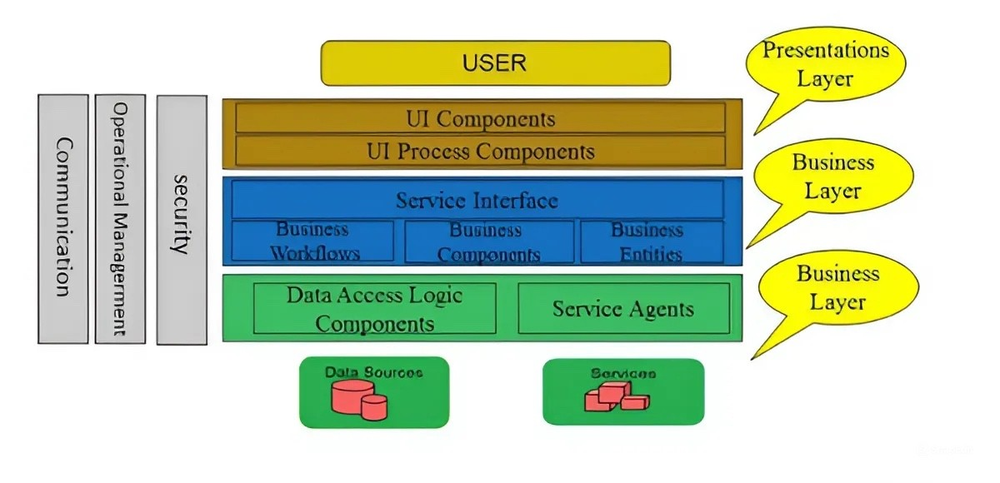 USER
Presentations
Layer
Communication
Operational Managerment
security
UI Components
UI Process Components
Business
Layer
Service Interface
Business
Workflows
Business
Components
Business
Entities
Business
Layer
Data Access Logic
Components
Service Agents
Data Sources
Services